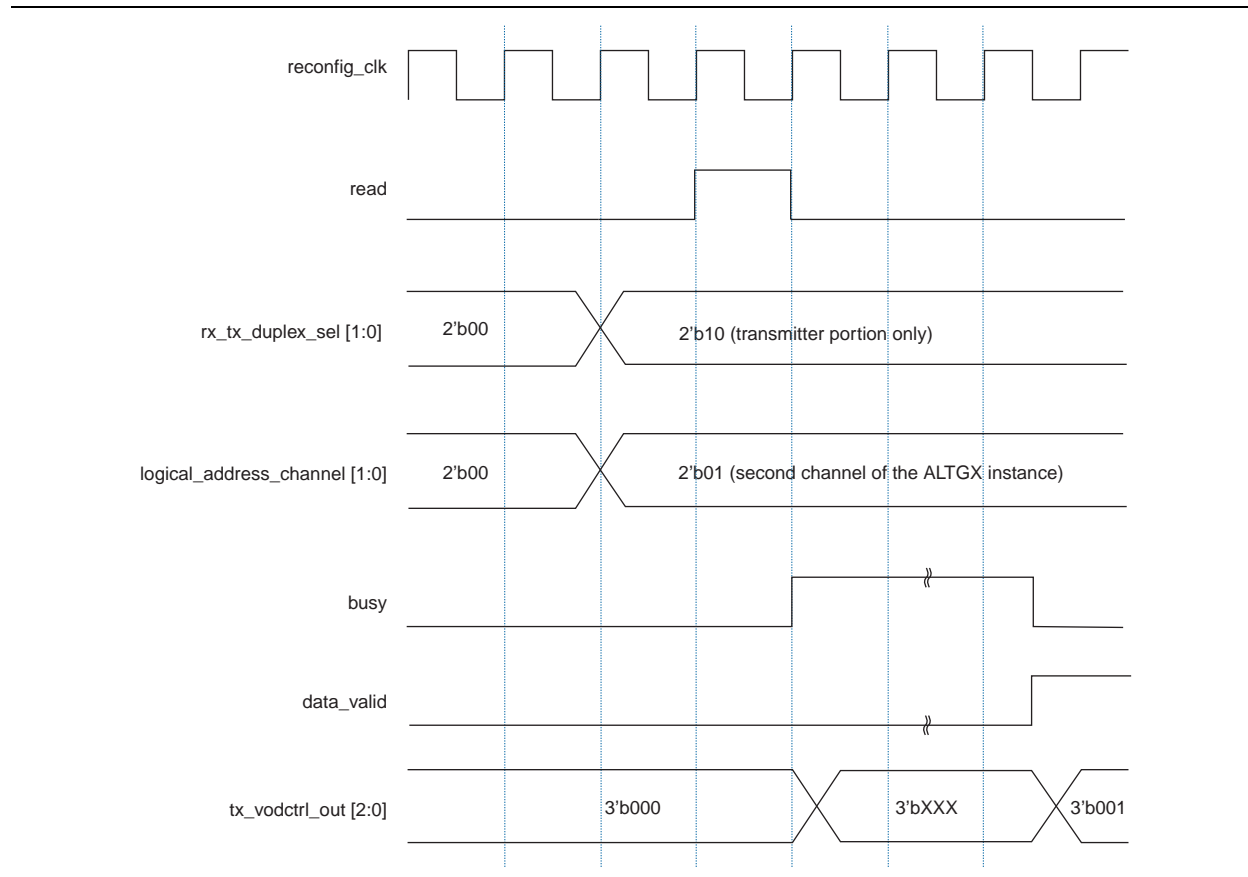 reconfig_clk
read
rx_tx_duplex_sel [1:0]
2'b00
2'b10 (transmitter portion only)
logical_address_channel [1:0]
2'b00
2'b01 (second channel of the ALTGX instance)
busy
data_valid
tx_vodctrl_out [2:0]
3'b000
3'bXXX
3'b001